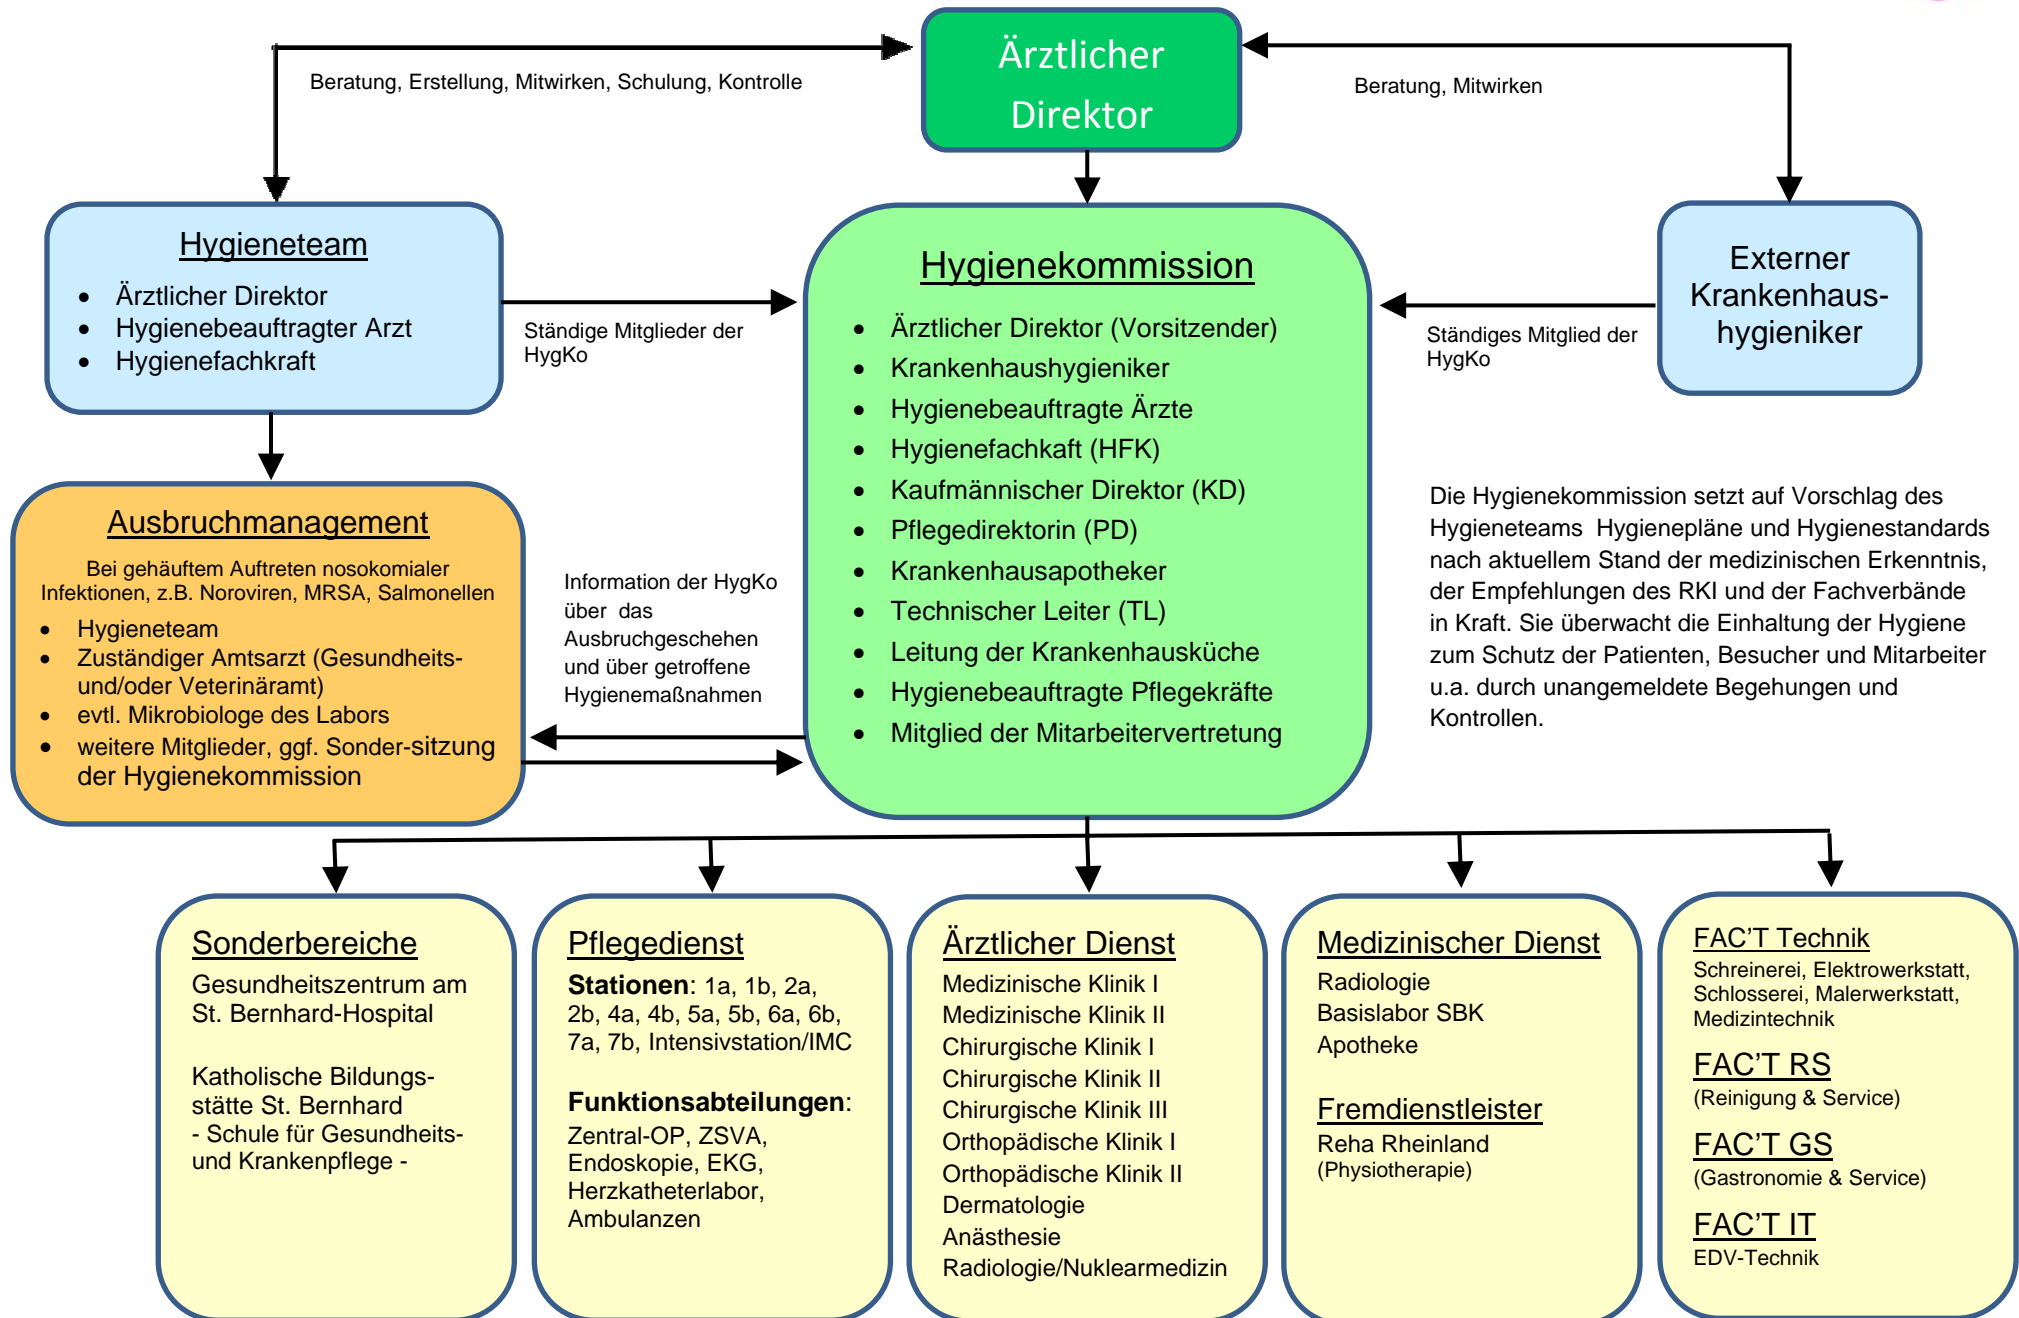 Ärztlicher
Direktor
Beratung, Erstellung, Mitwirken, Schulung, Kontrolle
Beratung, Mitwirken
Hygieneteam
• Ärztlicher Direktor
• Hygienebeauftragter Arzt
• Hygienefachkraft
Ständige Mitglieder der
HygKo
Hygienekommission
• Ärztlicher Direktor (Vorsitzender)
• Krankenhaushygieniker
• Hygienebeauftragte Ärzte
• Hygienefachkaft (HFK)
• Kaufmännischer Direktor (KD)
• Pflegedirektorin (PD)
• Krankenhausapotheker
• Technischer Leiter (TL)
• Leitung der Krankenhausküche
• Hygienebeauftragte Pflegekräfte
• Mitglied der Mitarbeitervertretung
Ständiges Mitglied der
HygKo
Externer
Krankenhaus-
hygieniker
Ausbruchmanagement
Bei gehäuftem Auftreten nosokomialer
Infektionen, z.B. Noroviren, MRSA, Salmonellen
• Hygieneteam
• Zuständiger Amtsarzt (Gesundheits-
und/oder Veterinäramt)
• evtl. Mikrobiologe des Labors
• weitere Mitglieder, ggf. Sonder-sitzung
der Hygienekommission
Information der HygKo
über das
Ausbruchgeschehen
und über getroffene
Hygienemaßnahmen
Die Hygienekommission setzt auf Vorschlag des
Hygieneteams Hygienepläne und Hygienestandards
nach aktuellem Stand der medizinischen Erkenntnis,
der Empfehlungen des RKI und der Fachverbände
in Kraft. Sie überwacht die Einhaltung der Hygiene
zum Schutz der Patienten, Besucher und Mitarbeiter
u.a. durch unangemeldete Begehungen und
Kontrollen.
Sonderbereiche
Gesundheitszentrum am
St. Bernhard-Hospital
Katholische Bildungs-
stätte St. Bernhard
- Schule für Gesundheits-
und Krankenpflege -
Pflegedienst
Stationen: 1a, 1b, 2a,
2b, 4a, 4b, 5a, 5b, 6a, 6b,
7a, 7b, Intensivstation/IMC
Funktionsabteilungen:
Zentral-OP, ZSVA,
Endoskopie, EKG,
Herzkatheterlabor,
Ambulanzen
Ärztlicher Dienst
Medizinische Klinik I
Medizinische Klinik II
Chirurgische Klinik I
Chirurgische Klinik II
Chirurgische Klinik III
Orthopädische Klinik I
Orthopädische Klinik II
Dermatologie
Anästhesie
Radiologie/Nuklearmedizin
Medizinischer Dienst
Radiologie
Basislabor SBK
Apotheke
Fremdienstleister
Reha Rheinland
(Physiotherapie)
FAC’T Technik
Schreinerei, Elektrowerkstatt,
Schlosserei, Malerwerkstatt,
Medizintechnik
FAC’T RS
(Reinigung & Service)
FAC’T GS
(Gastronomie & Service)
FAC’T IT
EDV-Technik